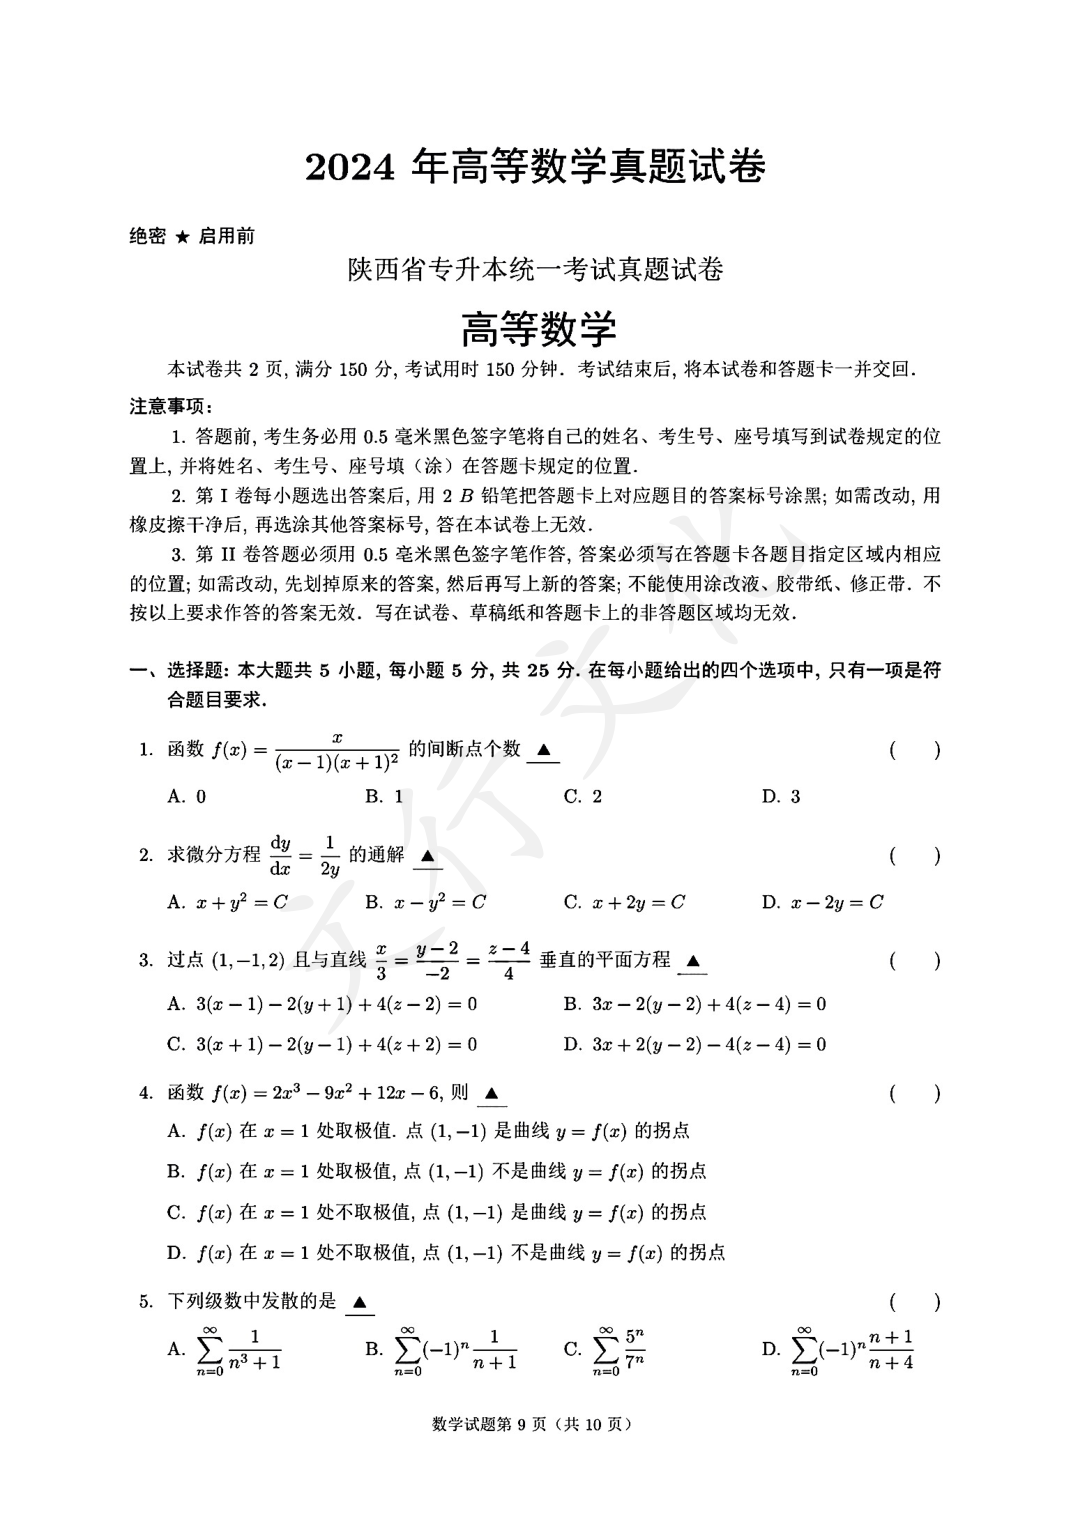 2024 年高等数学真题试卷
绝密 ★ 启用前
陕西省专升本统一考试真题试卷
高等数学
本试卷共 2 页, 满分 150 分, 考试用时 150 分钟. 考试结束后, 将本试卷和答题卡一并交回.
注意事项:
1. 答题前, 考生务必用 0.5 毫米黑色签字笔将自己的姓名、考生号、座号填写到试卷规定的位
置上, 并将姓名、考生号、座号填（涂）在答题卡规定的位置.
2. 第 I 卷每小题选出答案后, 用 2 B 铅笔把答题卡上对应题目的答案标号涂黑; 如需改动, 用
橡皮擦干净后, 再选涂其他答案标号, 答在本试卷上无效.
3. 第 II 卷答题必须用 0.5 毫米黑色签字笔作答, 答案必须写在答题卡各题目指定区域内相应
的位置; 如需改动, 先划掉原来的答案, 然后再写上新的答案; 不能使用涂改液、胶带纸、修正带. 不
按以上要求作答的答案无效. 写在试卷、草稿纸和答题卡上的非答题区域均无效.
一、选择题: 本大题共 5 小题, 每小题 5 分, 共 25 分. 在每小题给出的四个选项中, 只有一项是符
合题目要求.
1. 函数 f(x) = x/((x − 1)(x + 1)²) 的间断点个数 ▲ ( )
A. 0 B. 1 C. 2 D. 3
2. 求微分方程 dy/dx = 1/(2y) 的通解 ▲ ( )
A. x + y² = C B. x − y² = C C. x + 2y = C D. x − 2y = C
3. 过点 (1, −1, 2) 且与直线 x/3 = (y − 2)/(−2) = (z − 4)/4 垂直的平面方程 ▲ ( )
A. 3(x − 1) − 2(y + 1) + 4(z − 2) = 0 B. 3x − 2(y − 2) + 4(z − 4) = 0
C. 3(x + 1) − 2(y − 1) + 4(z + 2) = 0 D. 3x + 2(y − 2) − 4(z − 4) = 0
4. 函数 f(x) = 2x³ − 9x² + 12x − 6, 则 ▲ ( )
A. f(x) 在 x = 1 处取极值. 点 (1, −1) 是曲线 y = f(x) 的拐点
B. f(x) 在 x = 1 处取极值, 点 (1, −1) 不是曲线 y = f(x) 的拐点
C. f(x) 在 x = 1 处不取极值, 点 (1, −1) 是曲线 y = f(x) 的拐点
D. f(x) 在 x = 1 处不取极值, 点 (1, −1) 不是曲线 y = f(x) 的拐点
5. 下列级数中发散的是 ▲ ( )
A. ∑_{n=0}^{∞} 1/(n³ + 1) B. ∑_{n=0}^{∞} (−1)ⁿ 1/(n + 1) C. ∑_{n=0}^{∞} 5ⁿ/7ⁿ D. ∑_{n=0}^{∞} (−1)ⁿ (n + 1)/(n + 4)
数学试题第 9 页（共 10 页）
文行文化